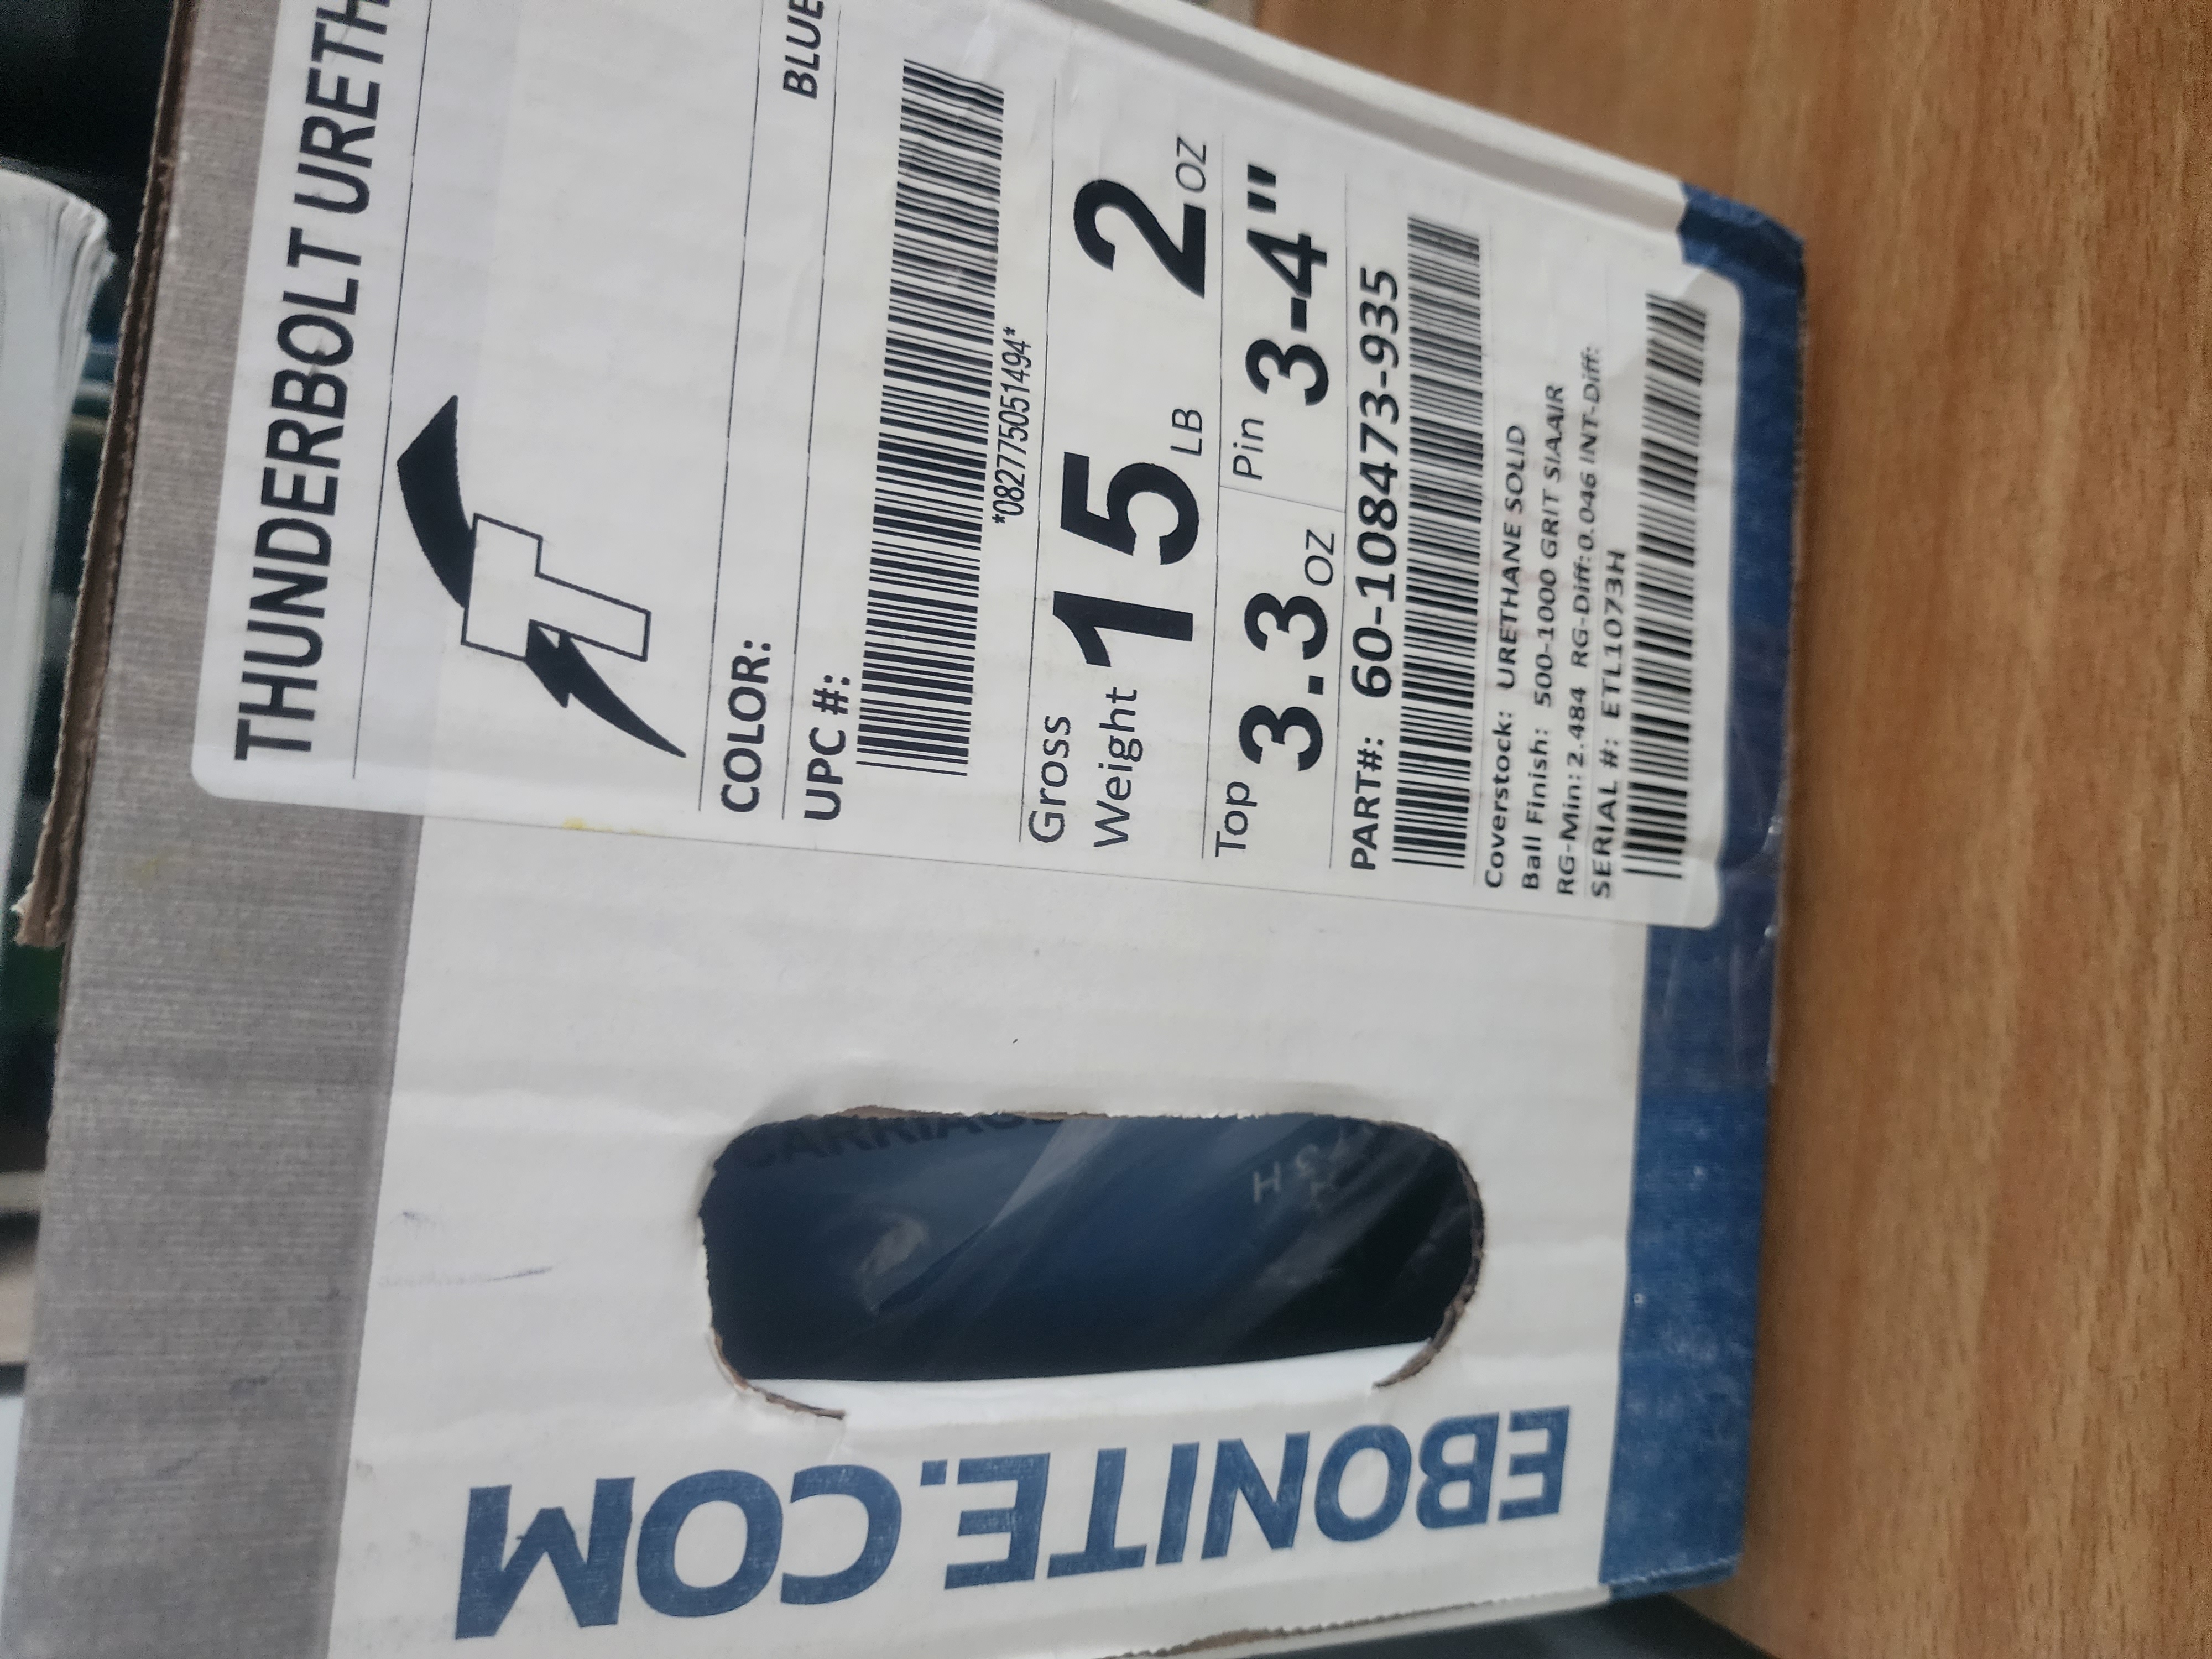 THUNDERBOLT URETH
COLOR: BLUE
UPC #:
*082775051494*
Gross Weight 15 LB 2 OZ
Top 3.3 OZ Pin 3-4"
PART#: 60-108473-935
Coverstock: URETHANE SOLID
Ball Finish: 500-1000 GRIT SIAAIR
RG-Min: 2.484 RG-Diff: 0.046 INT-Diff:
SERIAL #: ETL1073H
CARRIAG
73H
EBONITE.COM